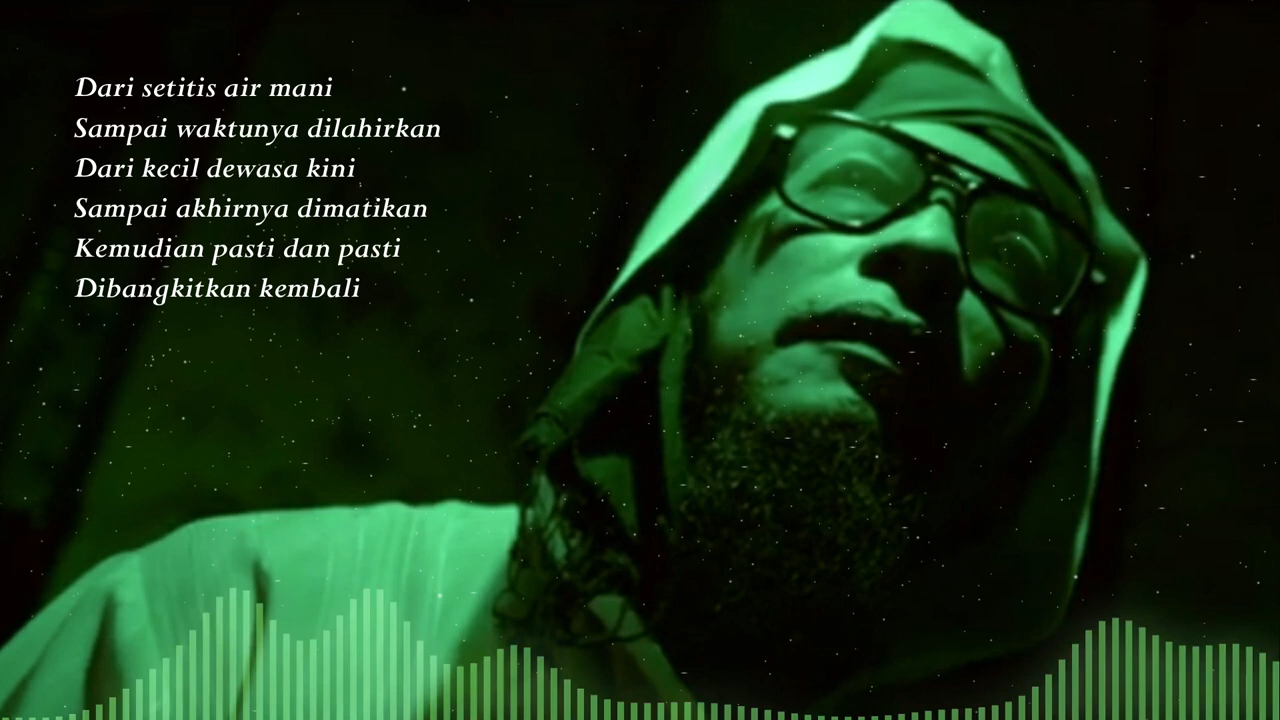 Dari setitis air mani
Sampai waktunya dilahirkan
Dari kecil dewasa kini
Sampai akhirnya dimatikan
Kemudian pasti dan pasti
Dibangkitkan kembali